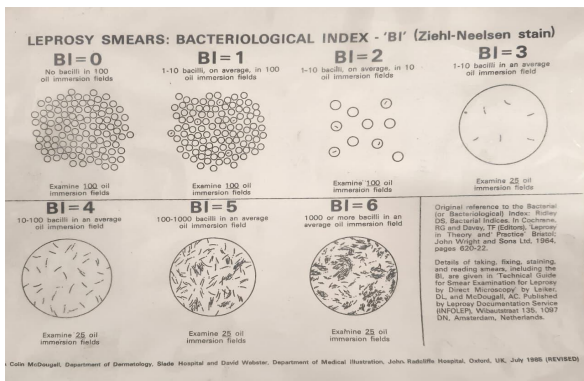 LEPROSY SMEARS: BACTERIOLOGICAL INDEX - 'BI' (Ziehl-Neelsen stain)
BI=0
No bacilli in 100
oil immersion fields
Examine 100 oil
immersion fields
BI=1
1-10 bacilli, on average, in 100
oil immersion fields
Examine 100 oil
immersion fields
BI=2
1-10 bacilli, on average, in 10
oil immersion fields
Examine 100 oil
immersion fields
BI=3
1-10 bacilli in an average
oil immersion field
Examine 25 oil
immersion fields
BI=4
10-100 bacilli in an average
oil immersion field
Examine 25 oil
immersion fields
BI=5
100-1000 bacilli in an average
oil immersion field
Examine 25 oil
immersion fields
BI=6
1000 or more bacilli in an
average oil immersion field
Examine 25 oil
immersion fields
Original reference to the Bacterial
(or Bacteriological) Index: Ridley
DS. Bacterial Indices. In Cochrane,
RG and Davey, TF (Editors). 'Leprosy
in Theory and Practice' Bristol;
John Wright and Sons Ltd, 1964,
pages 620-22.
Details of taking, fixing, staining,
and reading smears, including the
BI, are given in 'Technical Guide
for Smear Examination for Leprosy
by Direct Microscopy' by Leiker,
DL, and McDougall, AC. Published
by Leprosy Documentation Service
(INFOLEP), Wibautstraat 135, 1097
DN, Amsterdam, Netherlands.
Colin McDougall, Department of Dermatology, Slade Hospital and David Webster, Department of Medical Illustration, John Radcliffe Hospital, Oxford, UK, July 1988 (REVISED)